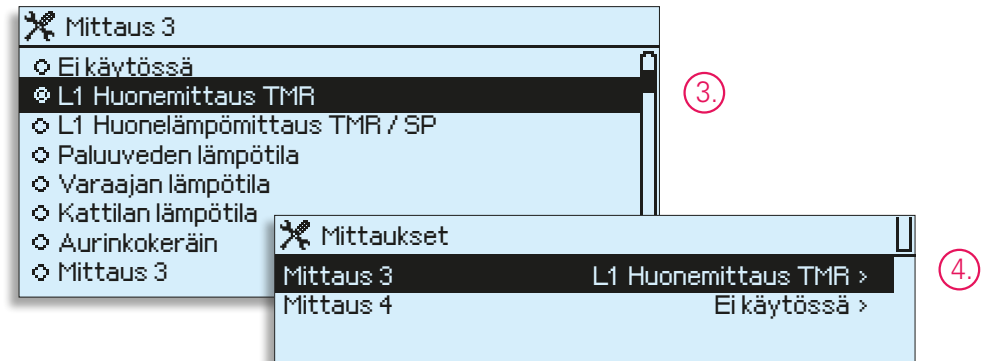 Mittaus 3
Ei käytössä
L1 Huonemittaus TMR
3.
L1 Huonelämpömittaus TMR / SP
Paluuveden lämpötila
Varaajan lämpötila
Kattilan lämpötila
Aurinkokeräin
Mittaus 3
Mittaukset
4.
Mittaus 3 L1 Huonemittaus TMR >
Mittaus 4 Ei käytössä >